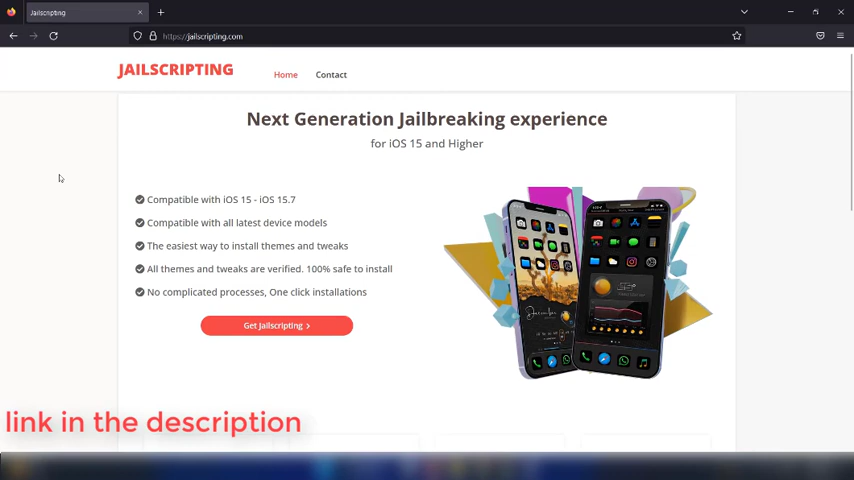 Jailscripting
https://jailscripting.com
JAILSCRIPTING
Home
Contact
Next Generation Jailbreaking experience
for iOS 15 and Higher
Compatible with iOS 15 - iOS 15.7
Compatible with all latest device models
The easiest way to install themes and tweaks
All themes and tweaks are verified. 100% safe to install
No complicated processes, One click installations
Get Jailscripting
link in the description